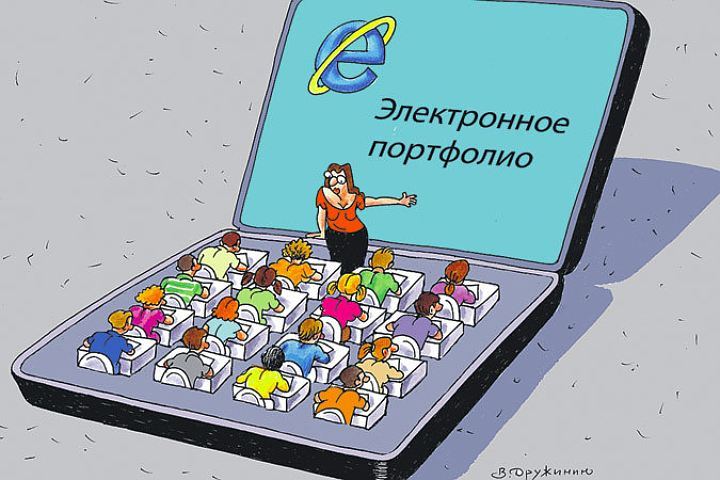 Электронное
портфолио
В. Дружинин